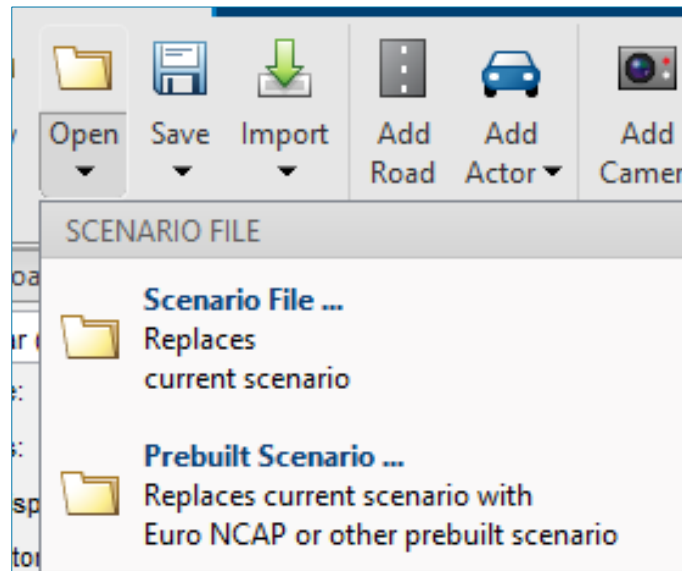 Open
Save
Import
Add
Road
Add
Actor
Add
SCENARIO FILE
Scenario File ...
Replaces
current scenario
Prebuilt Scenario ...
Replaces current scenario with
Euro NCAP or other prebuilt scenario